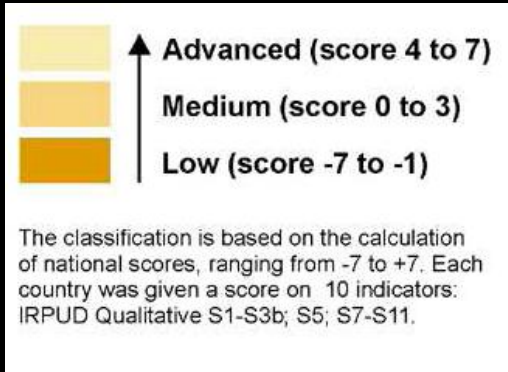 Advanced (score 4 to 7)
Medium (score 0 to 3)
Low (score -7 to -1)
The classification is based on the calculation
of national scores, ranging from -7 to +7. Each
country was given a score on 10 indicators:
IRPUD Qualitative S1-S3b; S5; S7-S11.